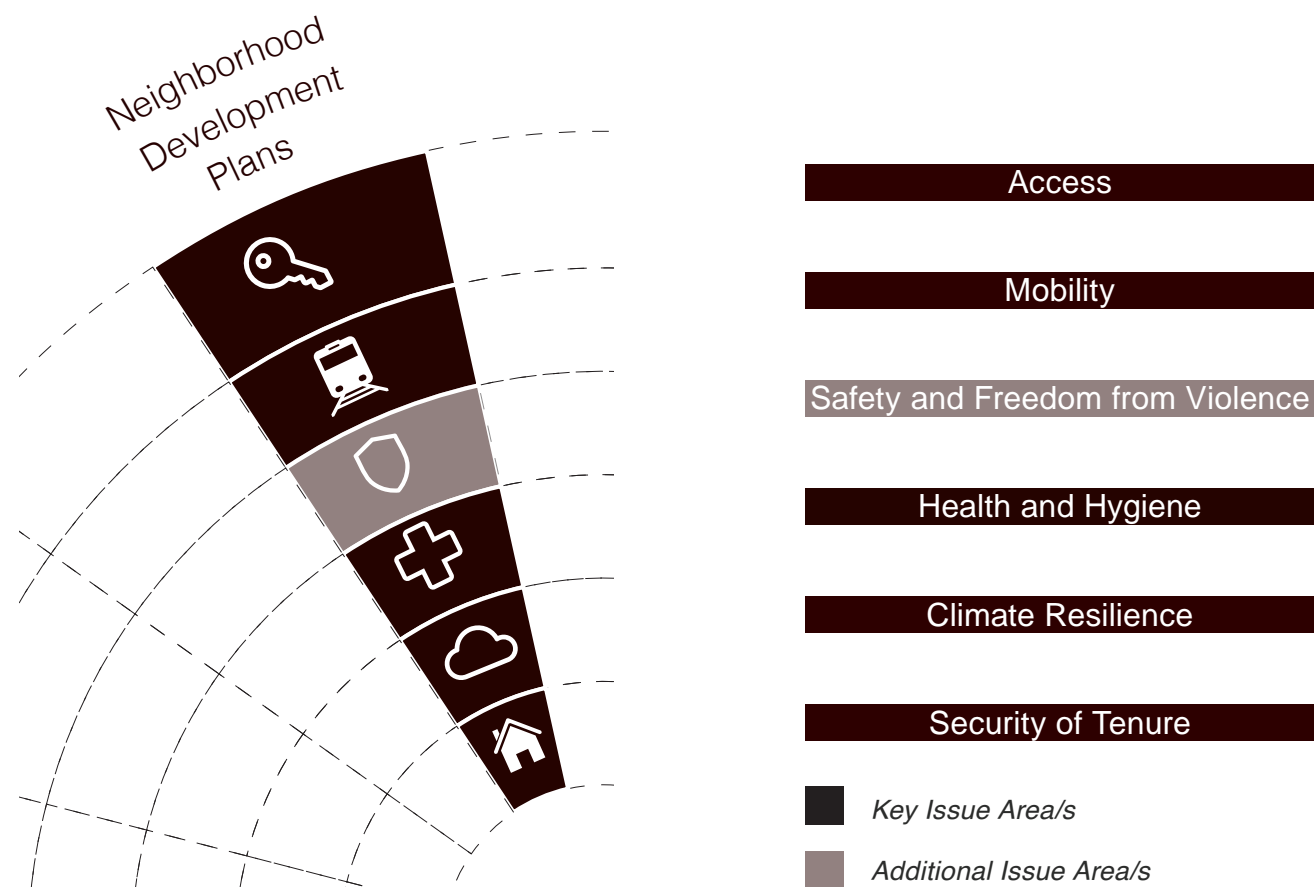 Neighborhood
Development
Plans
Access
Mobility
Safety and Freedom from Violence
Health and Hygiene
Climate Resilience
Security of Tenure
Key Issue Area/s
Additional Issue Area/s